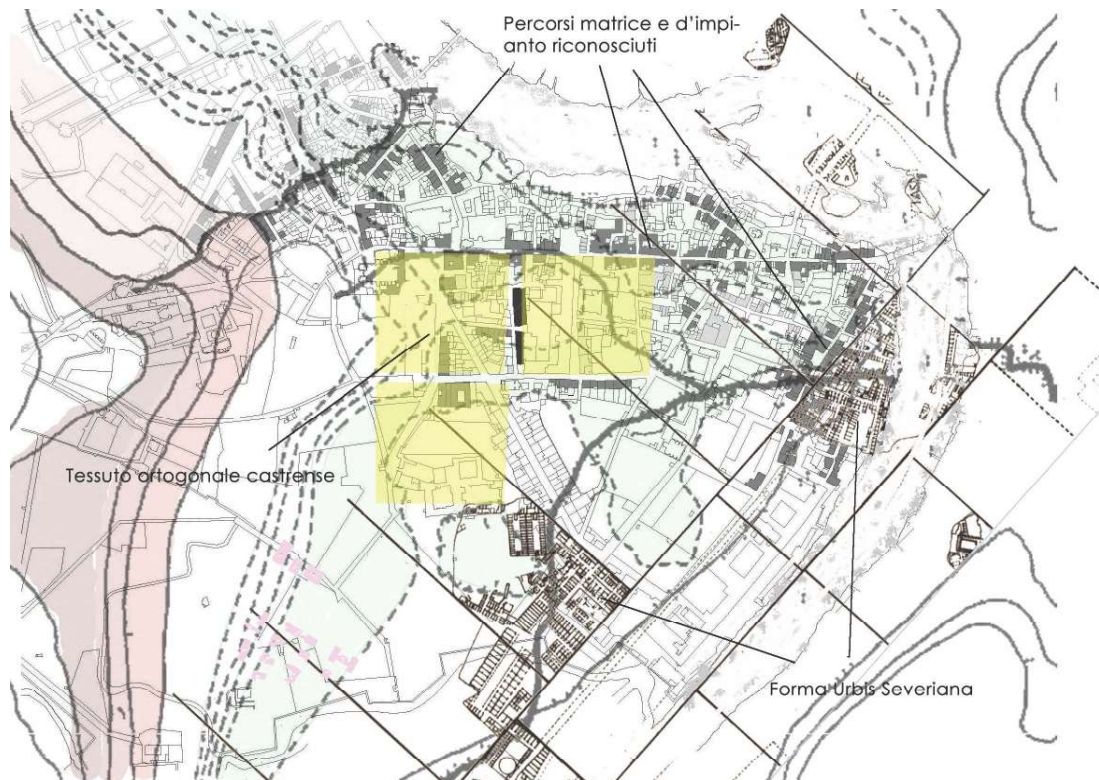 Percorsi matrice e d'impi-
anto riconosciuti
Tessuto ortogonale castrense
Forma Urbis Severiana